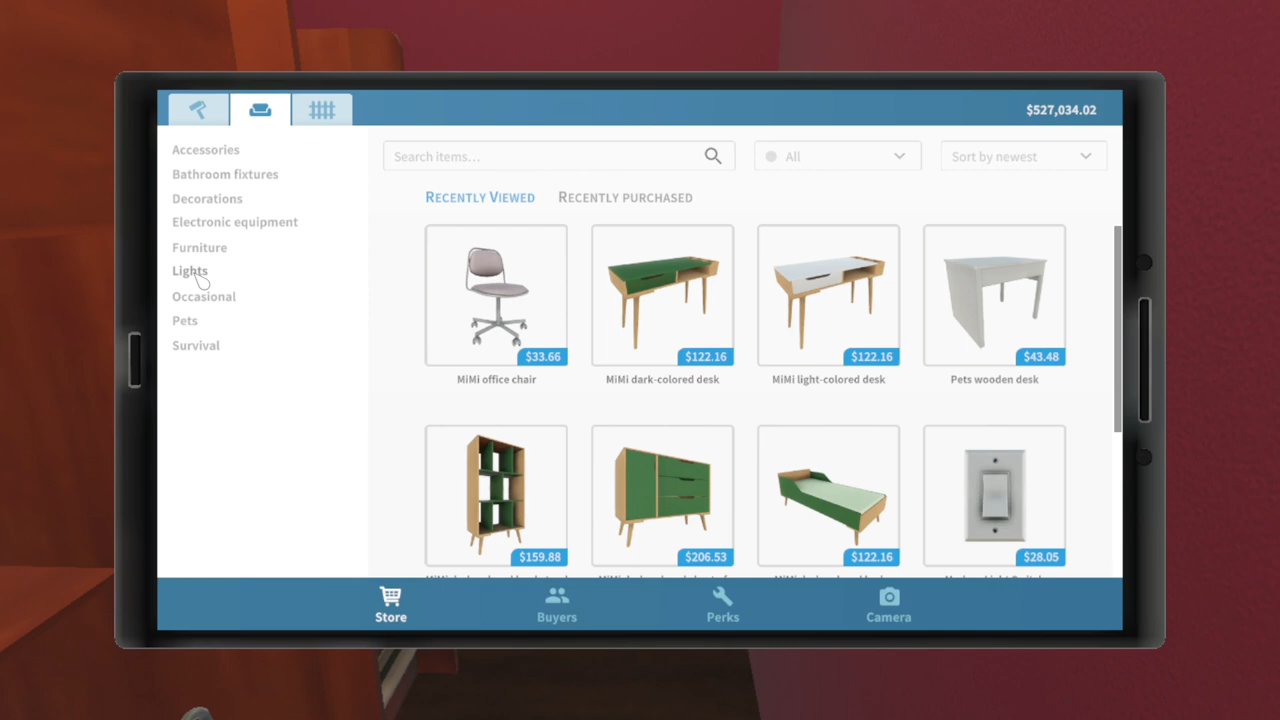 $527,034.02
Accessories
Bathroom fixtures
Decorations
Electronic equipment
Furniture
Lights
Occasional
Pets
Survival
Search items...
All
Sort by newest
RECENTLY VIEWED
RECENTLY PURCHASED
$33.66
$122.16
$122.16
$43.48
MiMi office chair
MiMi dark-colored desk
MiMi light-colored desk
Pets wooden desk
$159.88
$206.53
$122.16
$28.05
Store
Buyers
Perks
Camera